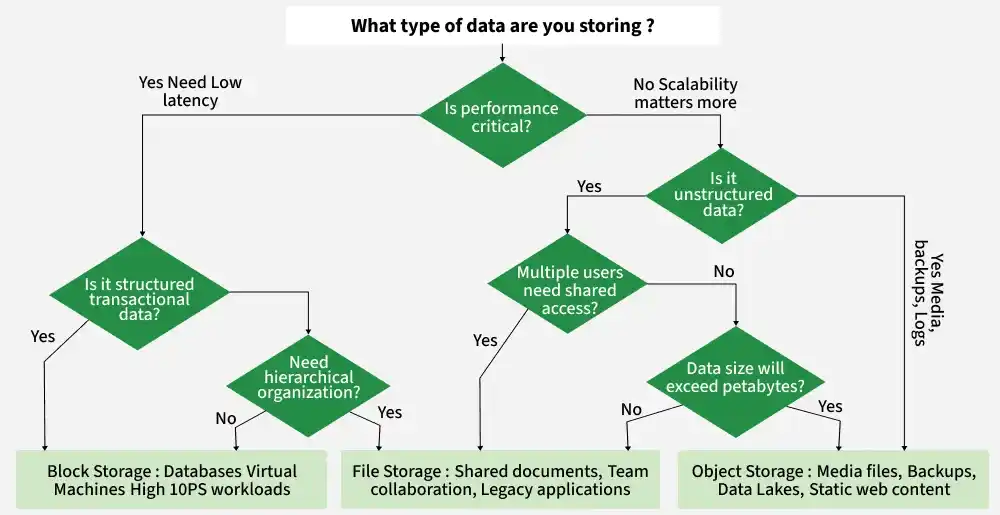 What type of data are you storing ?
Yes Need Low
latency
No Scalability
matters more
Is performance
critical?
Is it
unstructured
data?
Yes
Yes Media,
backups, Logs
Is it structured
transactional
data?
Multiple users
need shared
access?
No
Yes
Yes
Need
hierarchical
organization?
Data size will
exceed petabytes?
No
Yes
No
Yes
Block Storage : Databases Virtual
Machines High 10PS workloads
File Storage : Shared documents, Team
collaboration, Legacy applications
Object Storage : Media files, Backups,
Data Lakes, Static web content